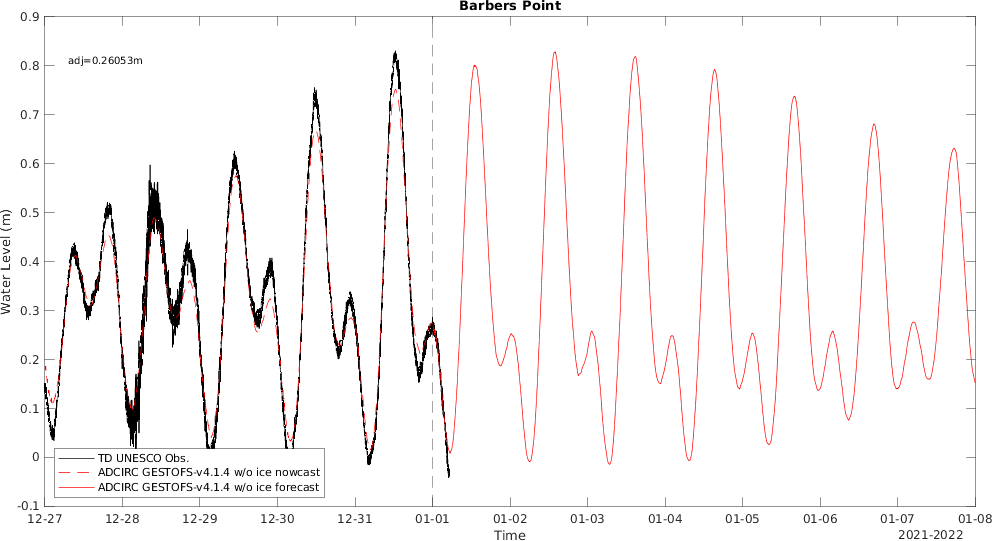 Barbers Point
adj=0.26053m
Water Level (m)
0.9
0.8
0.7
0.6
0.5
0.4
0.3
0.2
0.1
0
-0.1
TD UNESCO Obs.
ADCIRC GESTOFS-v4.1.4 w/o ice nowcast
ADCIRC GESTOFS-v4.1.4 w/o ice forecast
12-27 12-28 12-29 12-30 12-31 01-01 01-02 01-03 01-04 01-05 01-06 01-07 01-08
Time
2021-2022